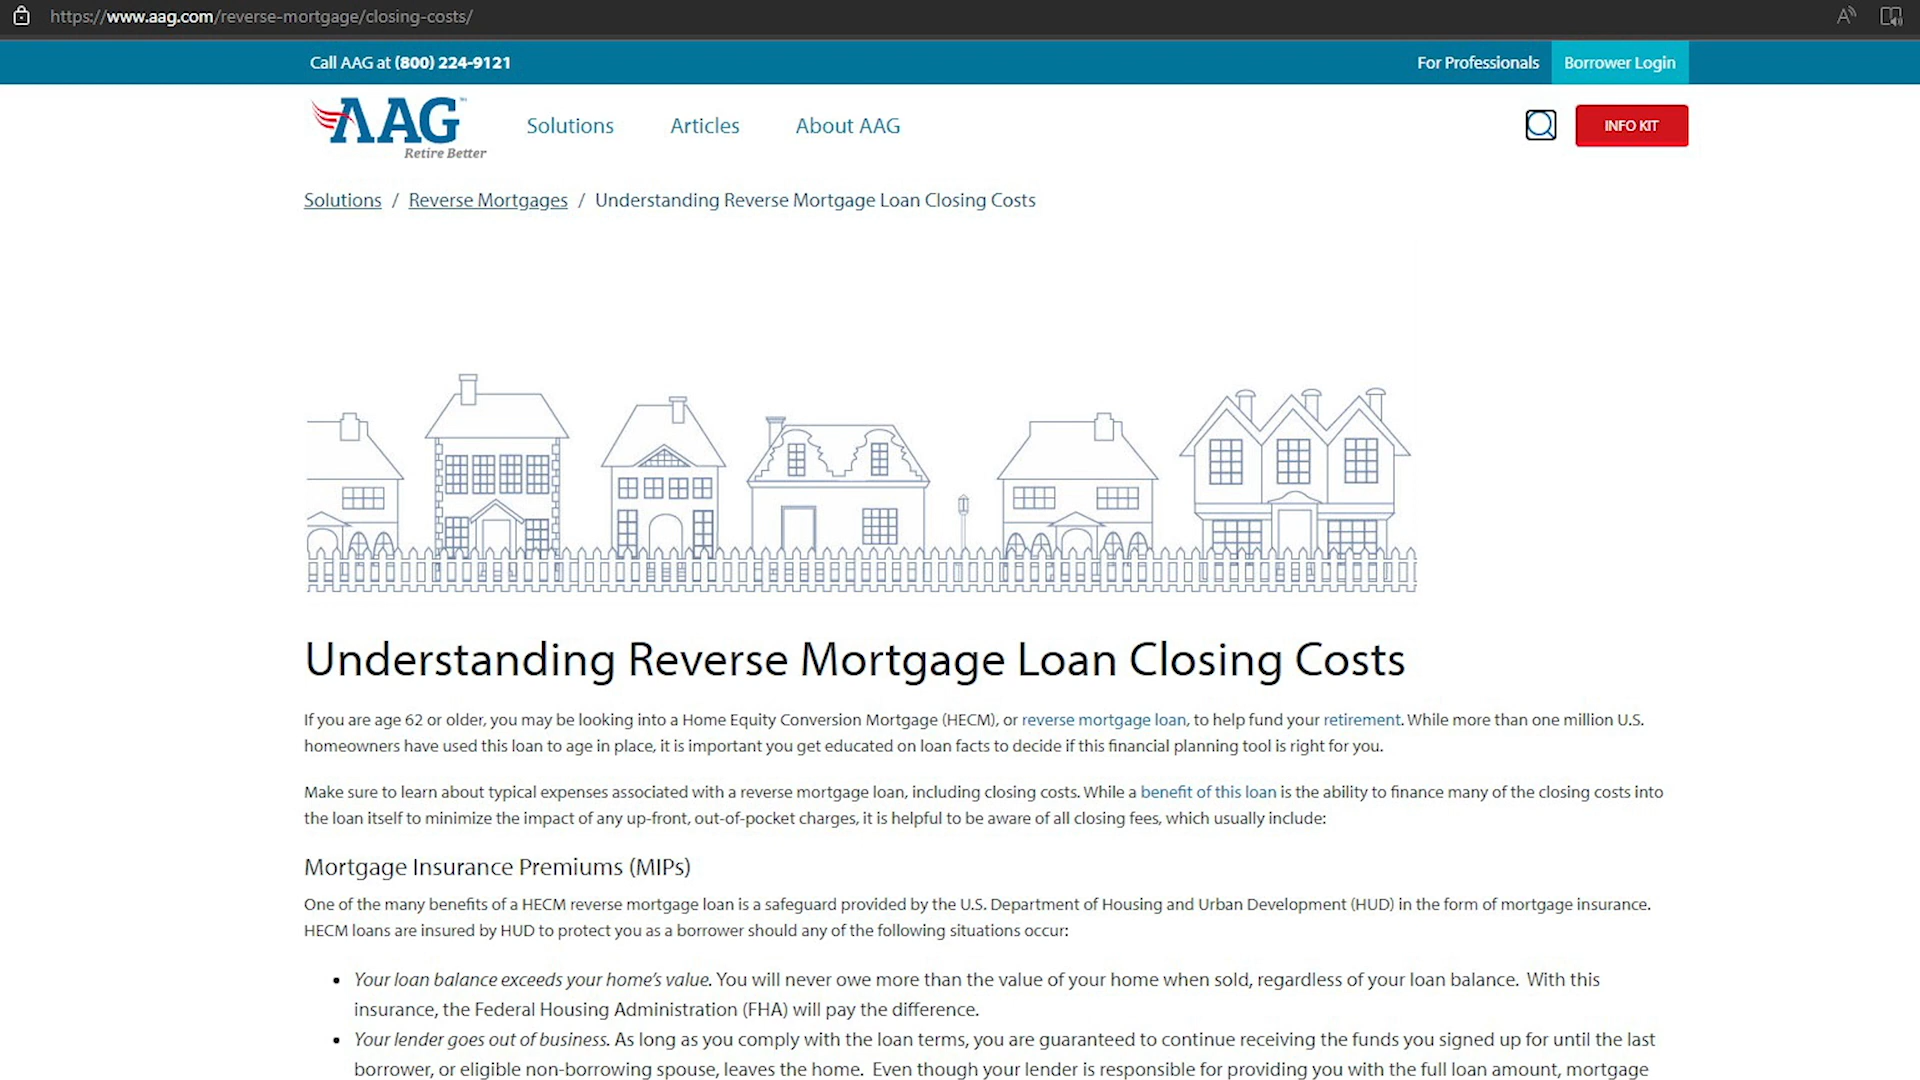 https://www.aag.com/reverse-mortgage/closing-costs/
Call AAG at (800) 224-9121
For Professionals
Borrower Login
AAG
Retire Better
Solutions
Articles
About AAG
INFO KIT
Solutions / Reverse Mortgages / Understanding Reverse Mortgage Loan Closing Costs
Understanding Reverse Mortgage Loan Closing Costs
If you are age 62 or older, you may be looking into a Home Equity Conversion Mortgage (HECM), or reverse mortgage loan, to help fund your retirement. While more than one million U.S.
homeowners have used this loan to age in place, it is important you get educated on loan facts to decide if this financial planning tool is right for you.
Make sure to learn about typical expenses associated with a reverse mortgage loan, including closing costs. While a benefit of this loan is the ability to finance many of the closing costs into
the loan itself to minimize the impact of any up-front, out-of-pocket charges, it is helpful to be aware of all closing fees, which usually include:
Mortgage Insurance Premiums (MIPs)
One of the many benefits of a HECM reverse mortgage loan is a safeguard provided by the U.S. Department of Housing and Urban Development (HUD) in the form of mortgage insurance.
HECM loans are insured by HUD to protect you as a borrower should any of the following situations occur:
• Your loan balance exceeds your home's value. You will never owe more than the value of your home when sold, regardless of your loan balance. With this
insurance, the Federal Housing Administration (FHA) will pay the difference.
• Your lender goes out of business. As long as you comply with the loan terms, you are guaranteed to continue receiving the funds you signed up for until the last
borrower, or eligible non-borrowing spouse, leaves the home. Even though your lender is responsible for providing you with the full loan amount, mortgage